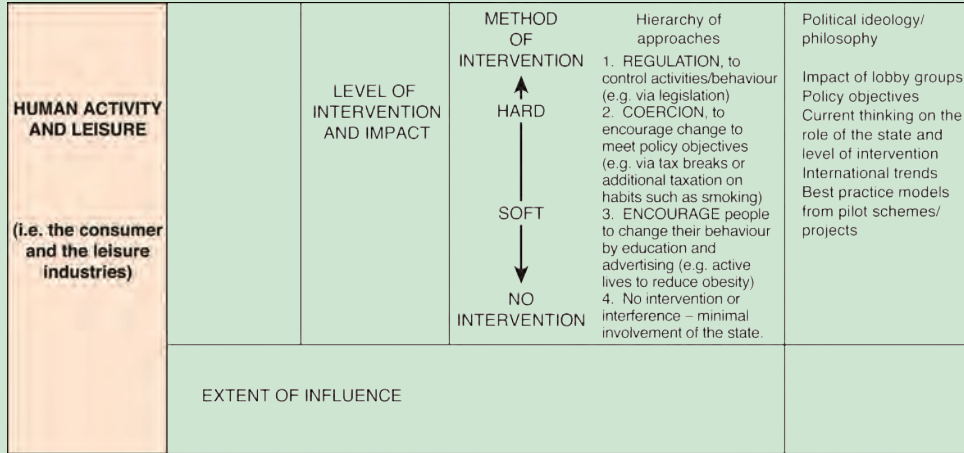 HUMAN ACTIVITY
AND LEISURE
(i.e. the consumer
and the leisure
industries)
LEVEL OF
INTERVENTION
AND IMPACT
METHOD
OF
INTERVENTION
HARD
SOFT
NO
INTERVENTION
Hierarchy of
approaches
1. REGULATION, to
control activities/behaviour
(e.g. via legislation)
2. COERCION, to
encourage change to
meet policy objectives
(e.g. via tax breaks or
additional taxation on
habits such as smoking)
3. ENCOURAGE people
to change their behaviour
by education and
advertising (e.g. active
lives to reduce obesity)
4. No intervention or
interference – minimal
involvement of the state.
Political ideology/
philosophy
Impact of lobby groups
Policy objectives
Current thinking on the
role of the state and
level of intervention
International trends
Best practice models
from pilot schemes/
projects
EXTENT OF INFLUENCE